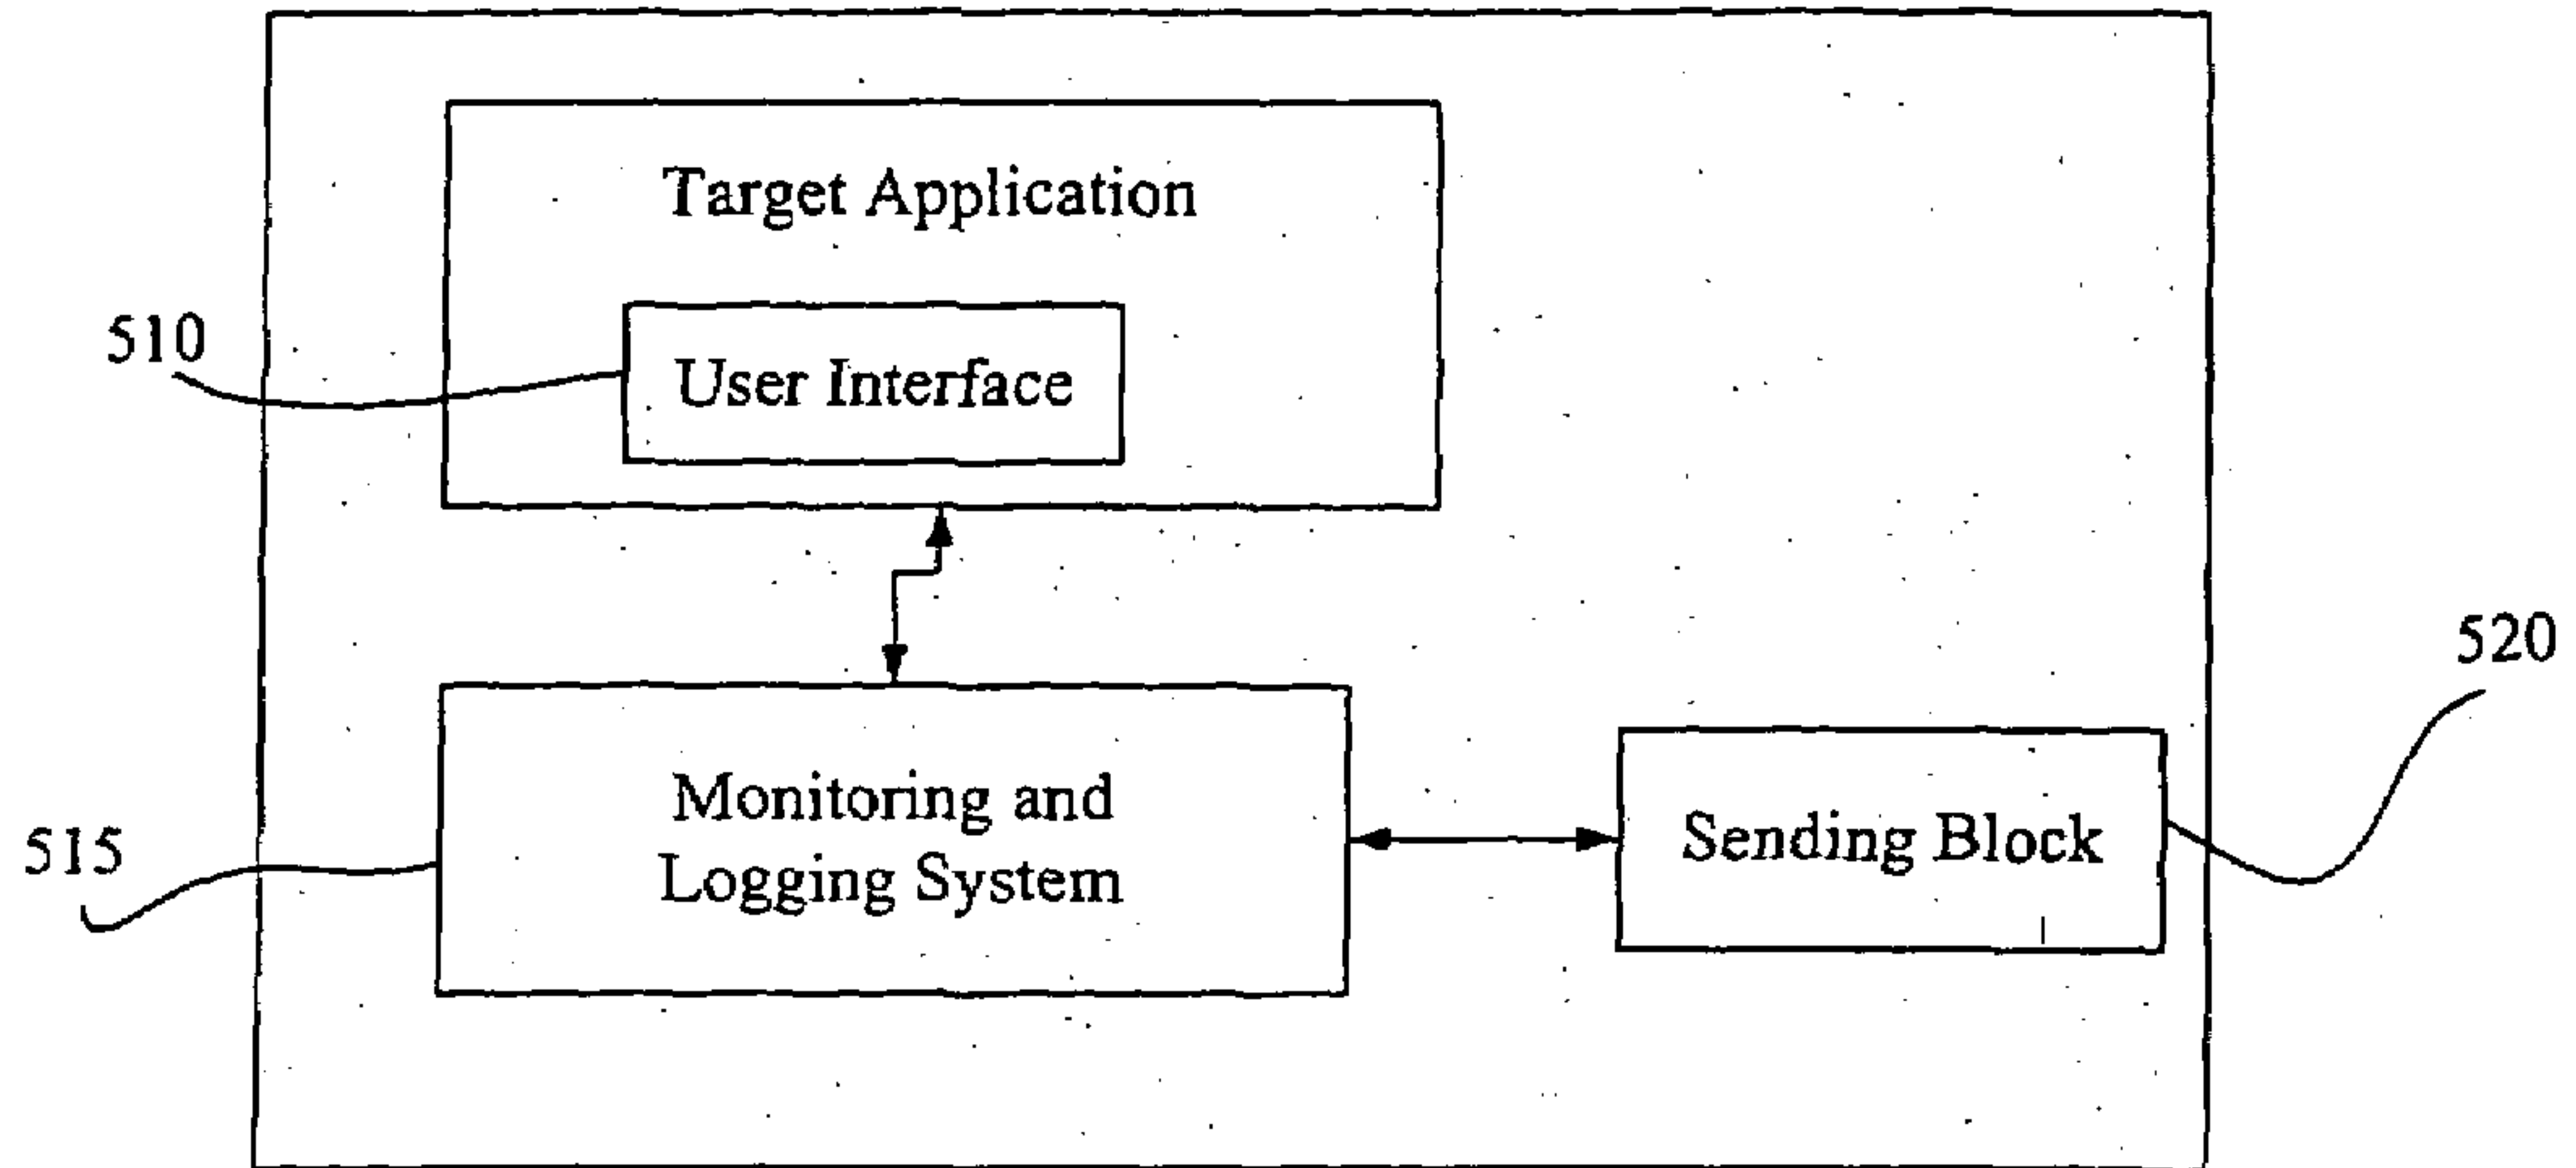 Target Application
510
User Interface
520
515
Monitoring and
Logging System
Sending Block